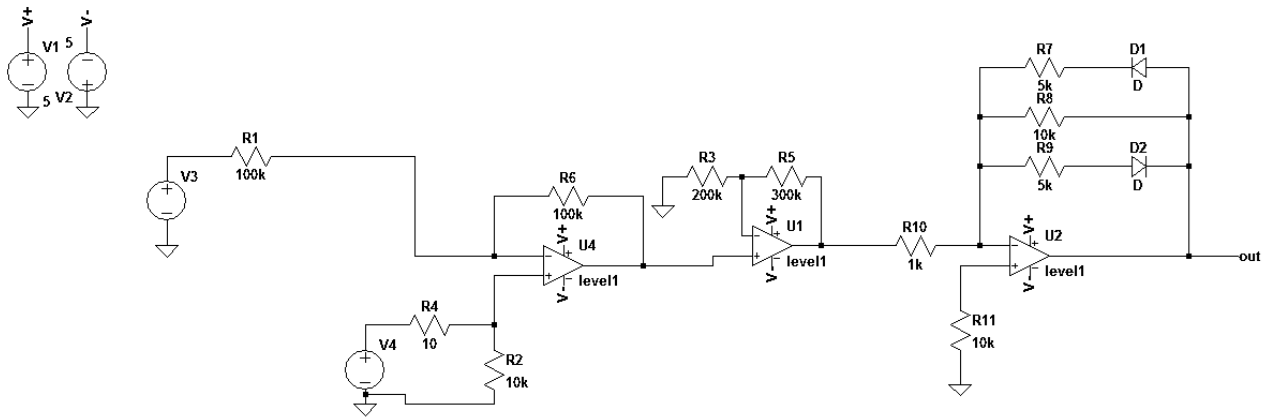 V+
V-
V1
5
5
V2
R1
100k
V3
R6
100k
V+
U4
level1
V-
R4
10
V4
R2
10k
R3
200k
R5
300k
V+
U1
level1
V-
R10
1k
R7
5k
D1
D
R8
10k
R9
5k
D2
D
V+
U2
level1
V-
R11
10k
out